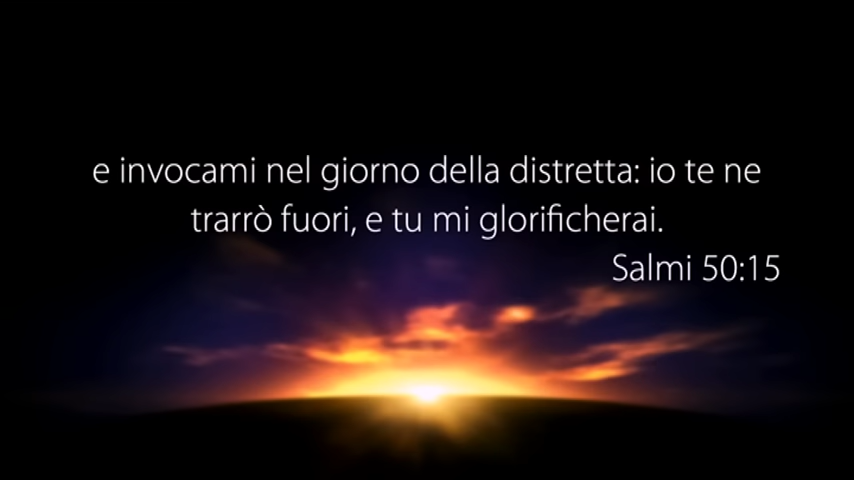 e invocami nel giorno della distretta: io te ne
trarrò fuori, e tu mi glorificherai.
Salmi 50:15